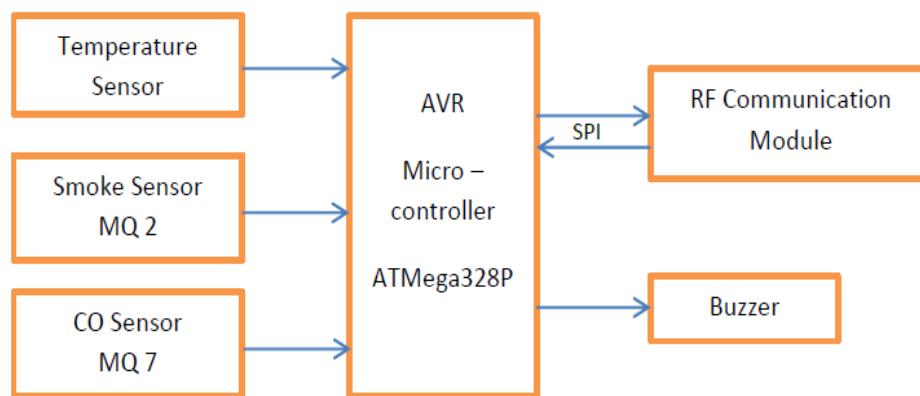 Temperature
Sensor
Smoke Sensor
MQ 2
CO Sensor
MQ 7
AVR
Micro –
controller
ATMega328P
SPI
RF Communication
Module
Buzzer